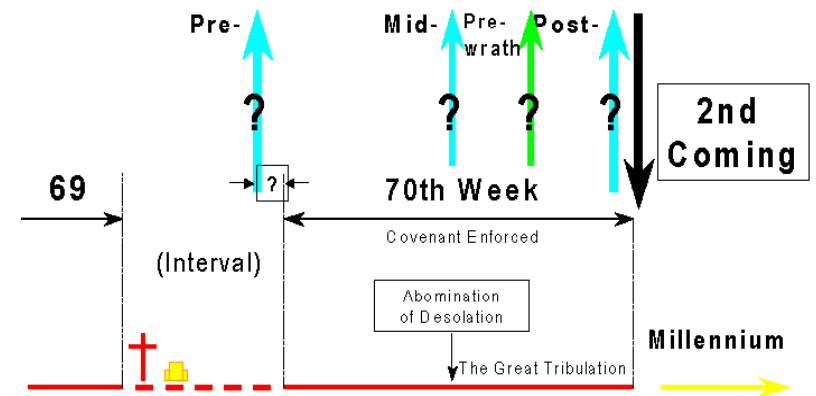 Pre-
Mid-
Pre-
wrath
Post-
?
?
?
?
2nd
Coming
69
?
70th Week
Covenant Enforced
(Interval)
Abomination
of Desolation
Millennium
The Great Tribulation